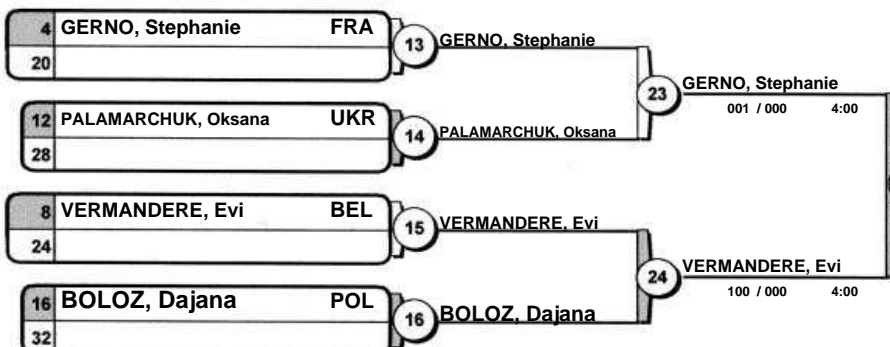 4 GERNO, Stephanie FRA
20
13 GERNO, Stephanie
23 GERNO, Stephanie
001 / 000 4:00
12 PALAMARCHUK, Oksana UKR
28
14 PALAMARCHUK, Oksana
8 VERMANDERE, Evi BEL
24
15 VERMANDERE, Evi
24 VERMANDERE, Evi
100 / 000 4:00
16 BOLOZ, Dajana POL
32
16 BOLOZ, Dajana